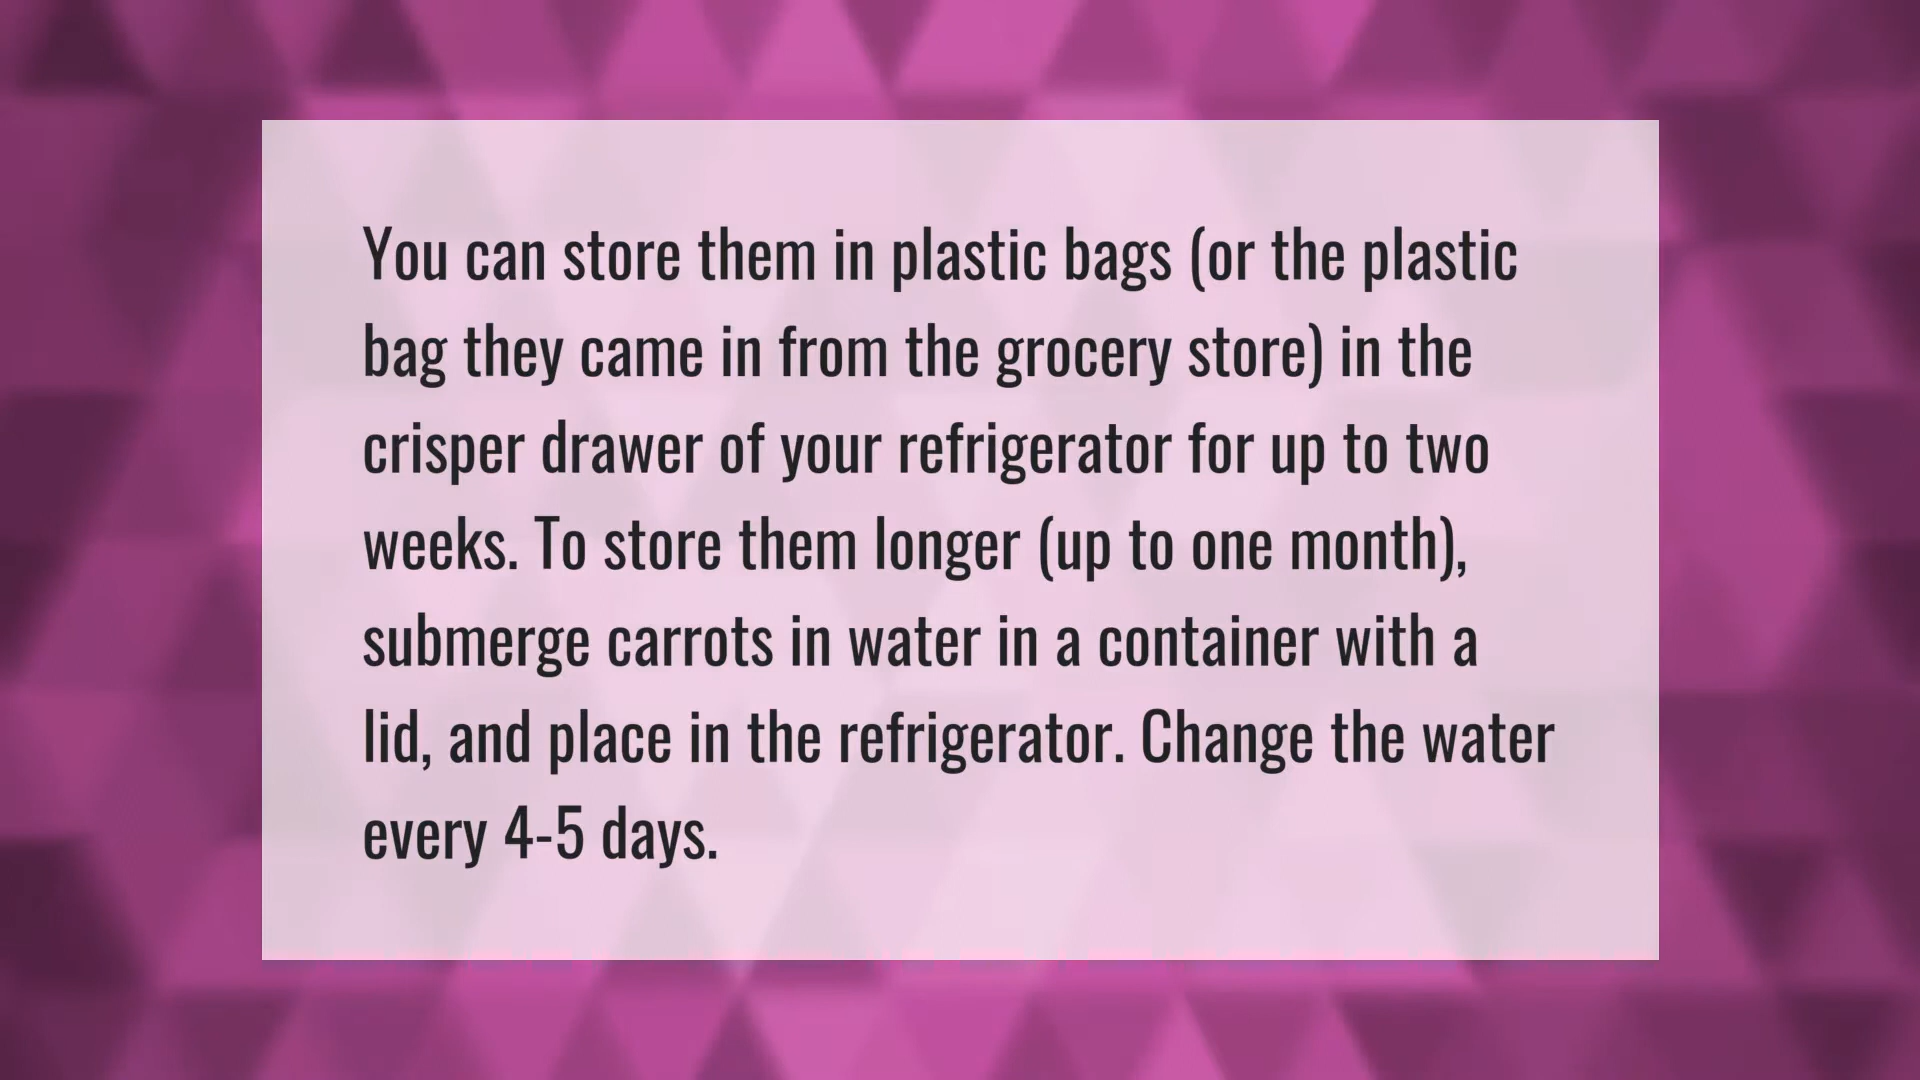 You can store them in plastic bags (or the plastic
bag they came in from the grocery store) in the
crisper drawer of your refrigerator for up to two
weeks. To store them longer (up to one month),
submerge carrots in water in a container with a
lid, and place in the refrigerator. Change the water
every 4-5 days.